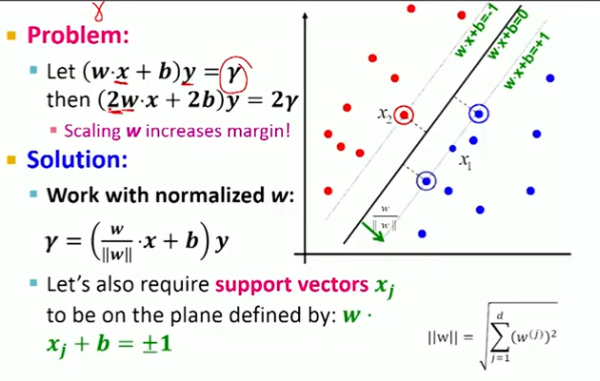 γ
Problem:
Let (w·x + b)y = γ
then (2w·x + 2b)y = 2γ
Scaling w increases margin!
Solution:
Work with normalized w:
γ = (w/‖w‖ ·x + b) y
Let's also require support vectors xⱼ
to be on the plane defined by: w ·
xⱼ + b = ±1
w·x+b=-1
w·x+b=0
w·x+b=+1
x₂
x₁
w/‖w‖
||w|| = √∑ᵈⱼ₌₁(w⁽ʲ⁾)²